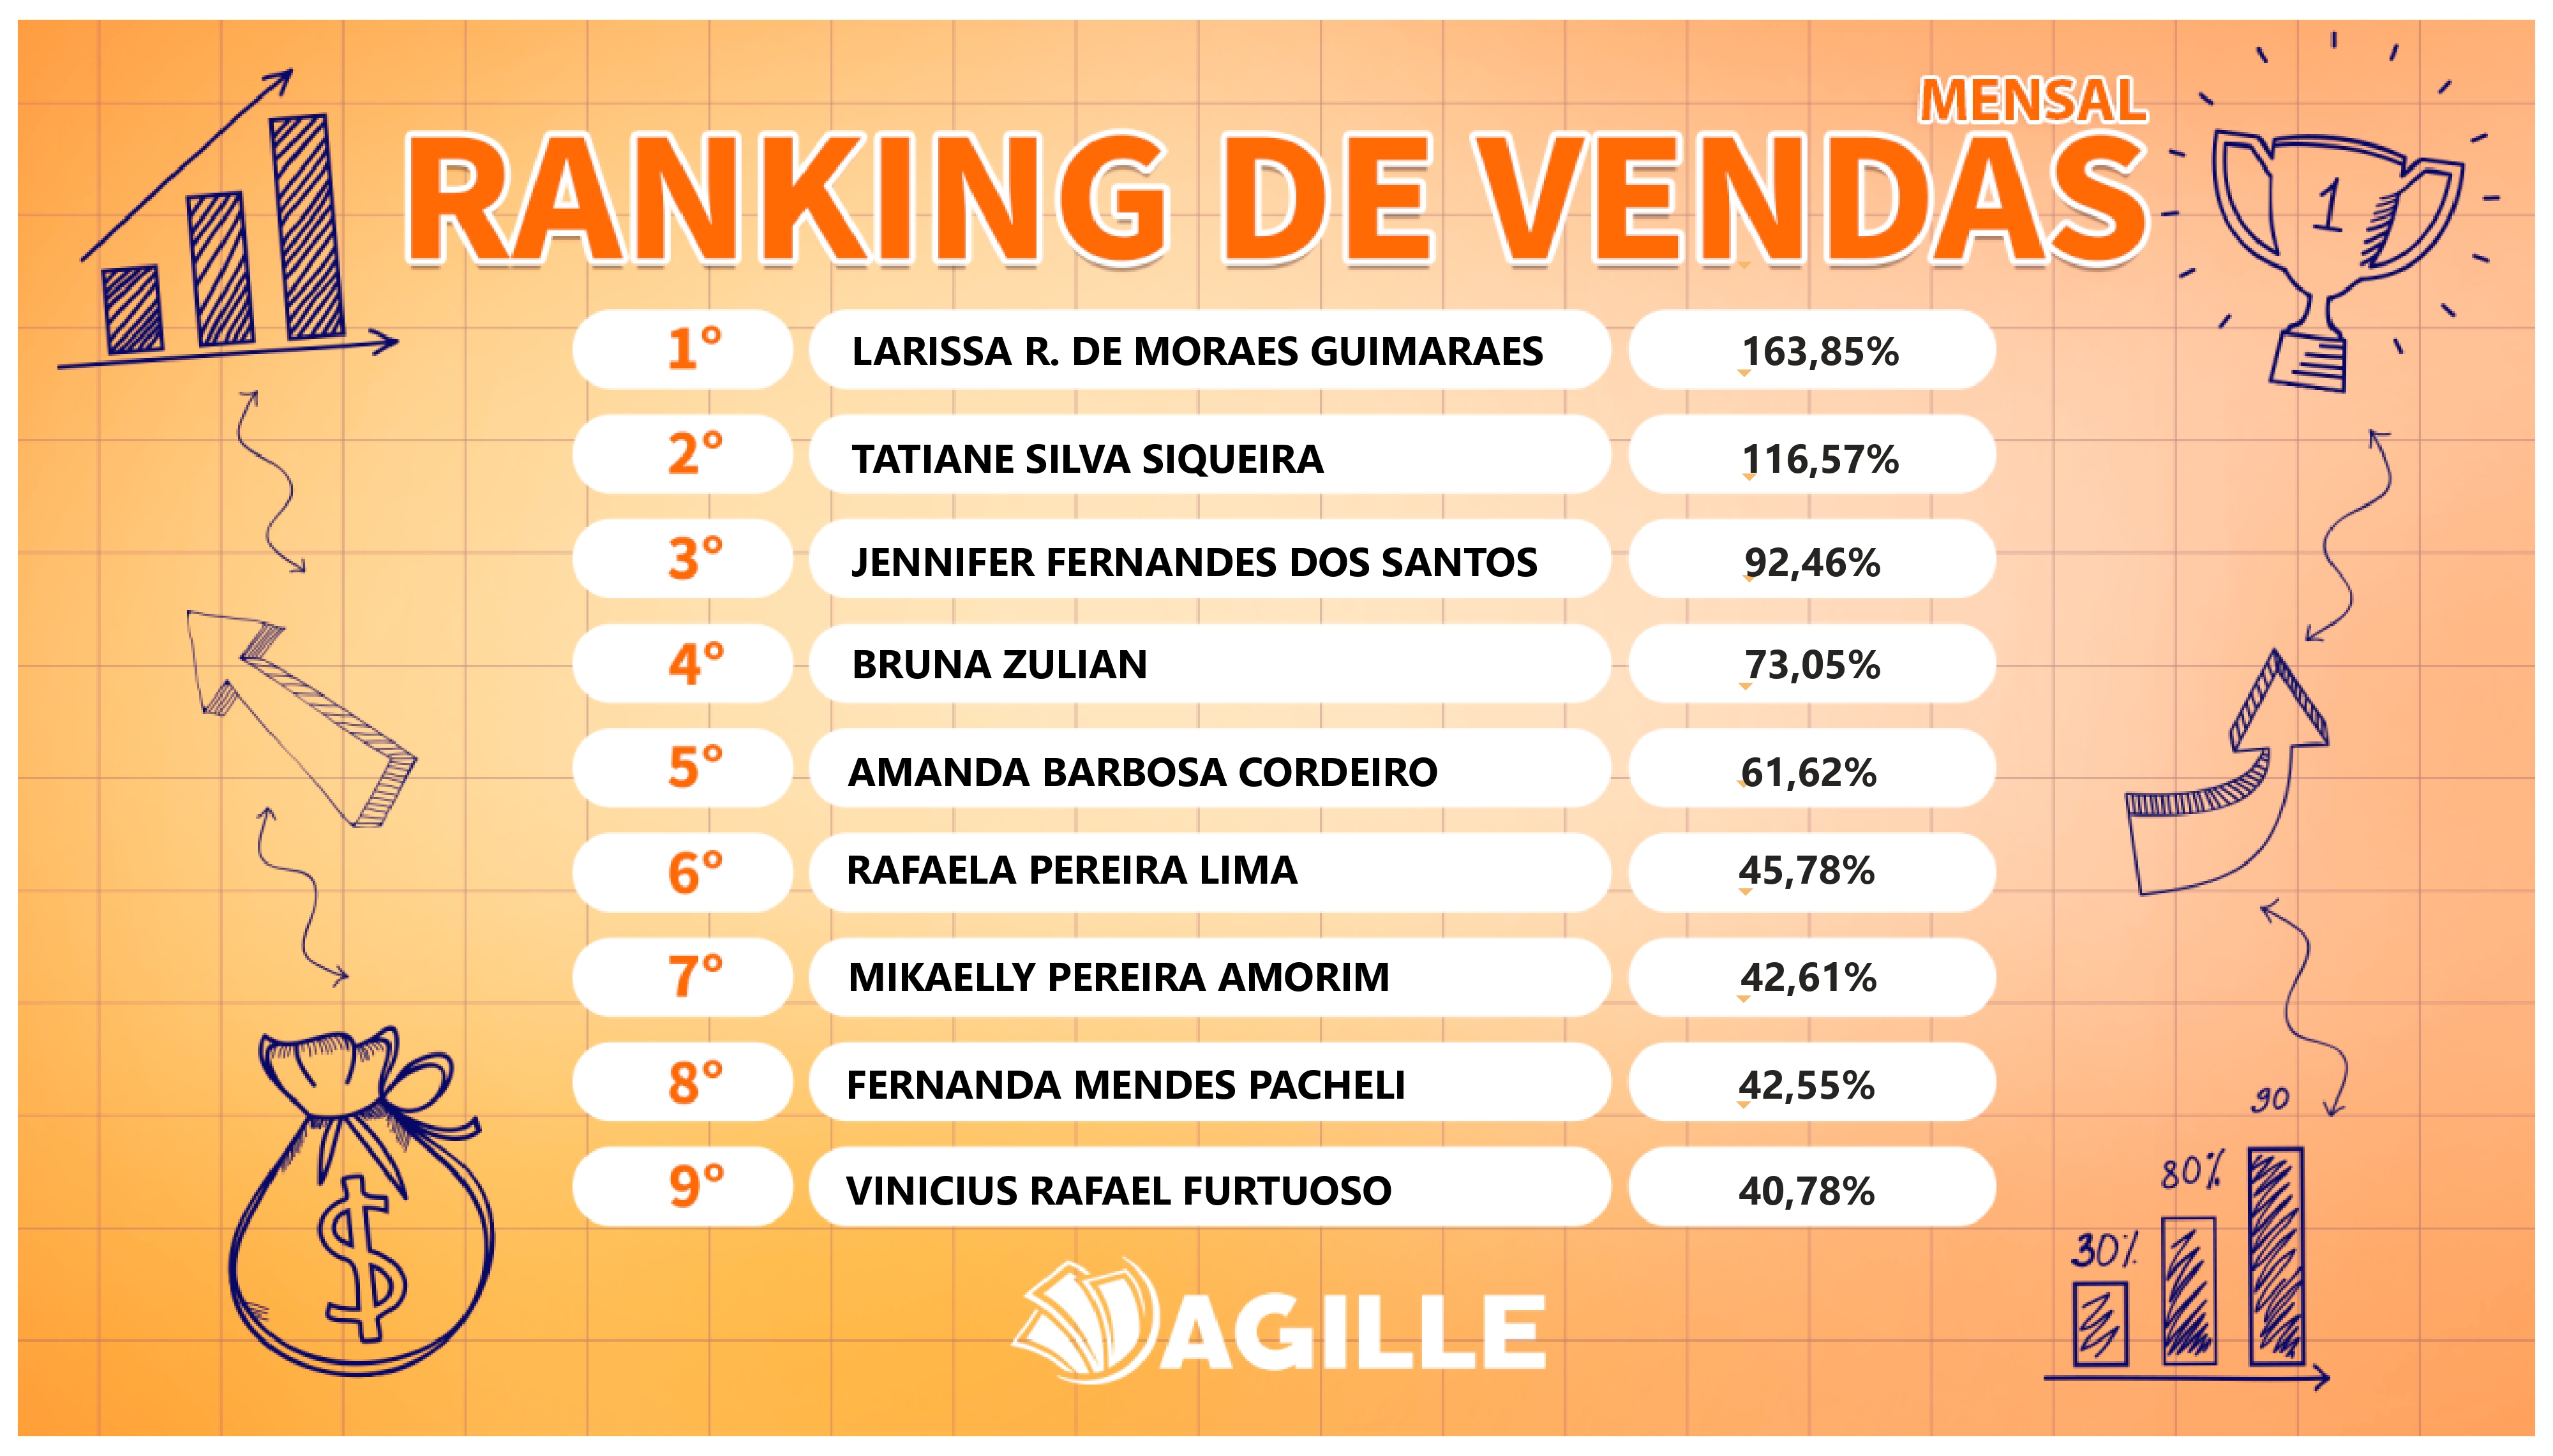 MENSAL
RANKING DE VENDAS
1
1° LARISSA R. DE MORAES GUIMARAES 163,85%
2° TATIANE SILVA SIQUEIRA 116,57%
3° JENNIFER FERNANDES DOS SANTOS 92,46%
4° BRUNA ZULIAN 73,05%
5° AMANDA BARBOSA CORDEIRO 61,62%
6° RAFAELA PEREIRA LIMA 45,78%
7° MIKAELLY PEREIRA AMORIM 42,61%
8° FERNANDA MENDES PACHELI 42,55%
9° VINICIUS RAFAEL FURTUOSO 40,78%
$
90
80%
30%
AGILLE